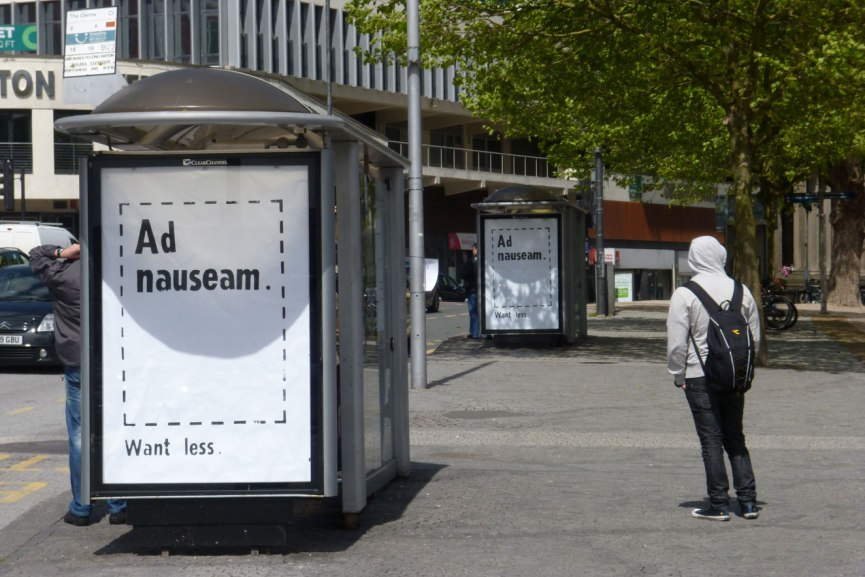 TON
CLEARCHANNEL
Ad
nauseam.
Want less.
Ad
nauseam.
Want less.